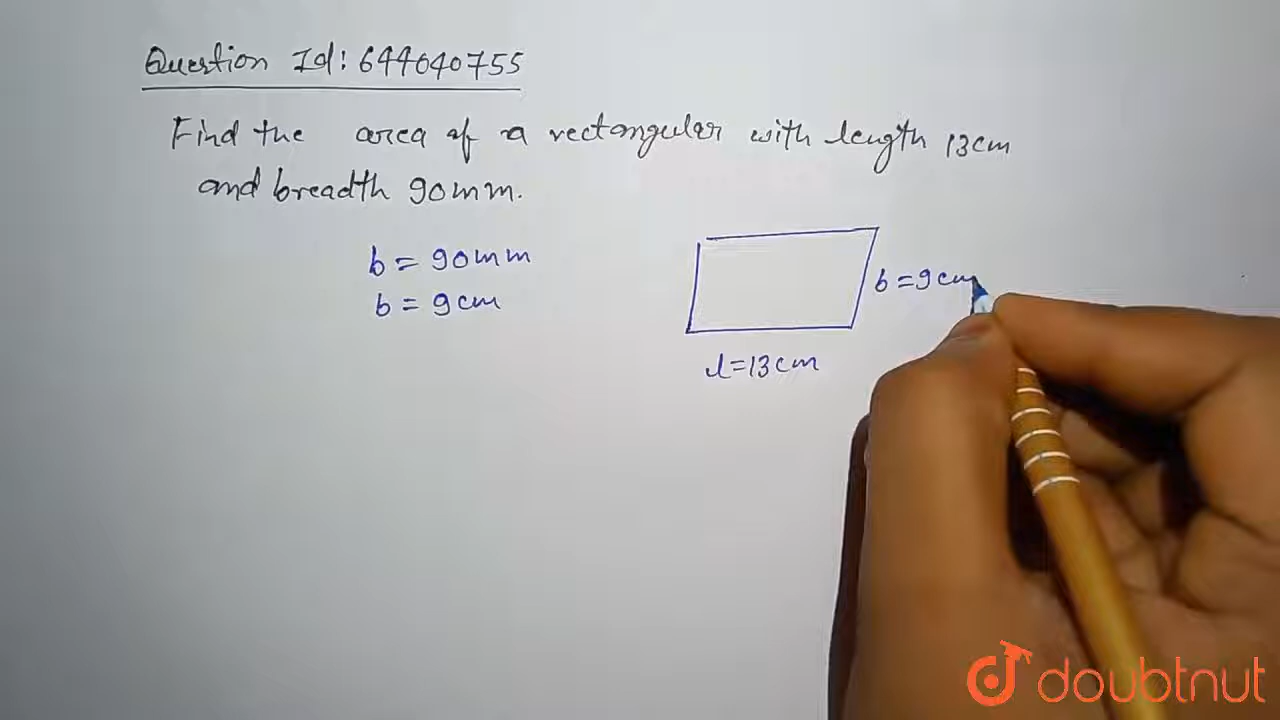 Question Id: 644640755
Find the area of a rectangular with length 13cm
and breadth 90mm.
b = 90mm
b = 9cm
b = 9cm
l = 13cm
doubtnut